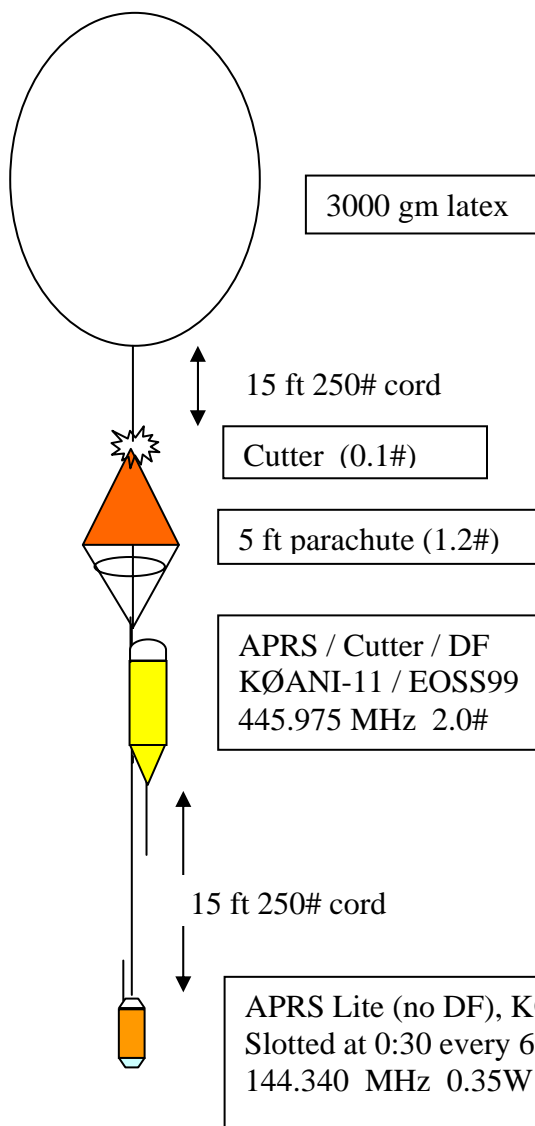 3000 gm latex
15 ft 250# cord
Cutter (0.1#)
5 ft parachute (1.2#)
APRS / Cutter / DF
KØANI-11 / EOSS99
445.975 MHz 2.0#
15 ft 250# cord
APRS Lite (no DF),
Slotted at 0:30 every
144.340 MHz 0.35W